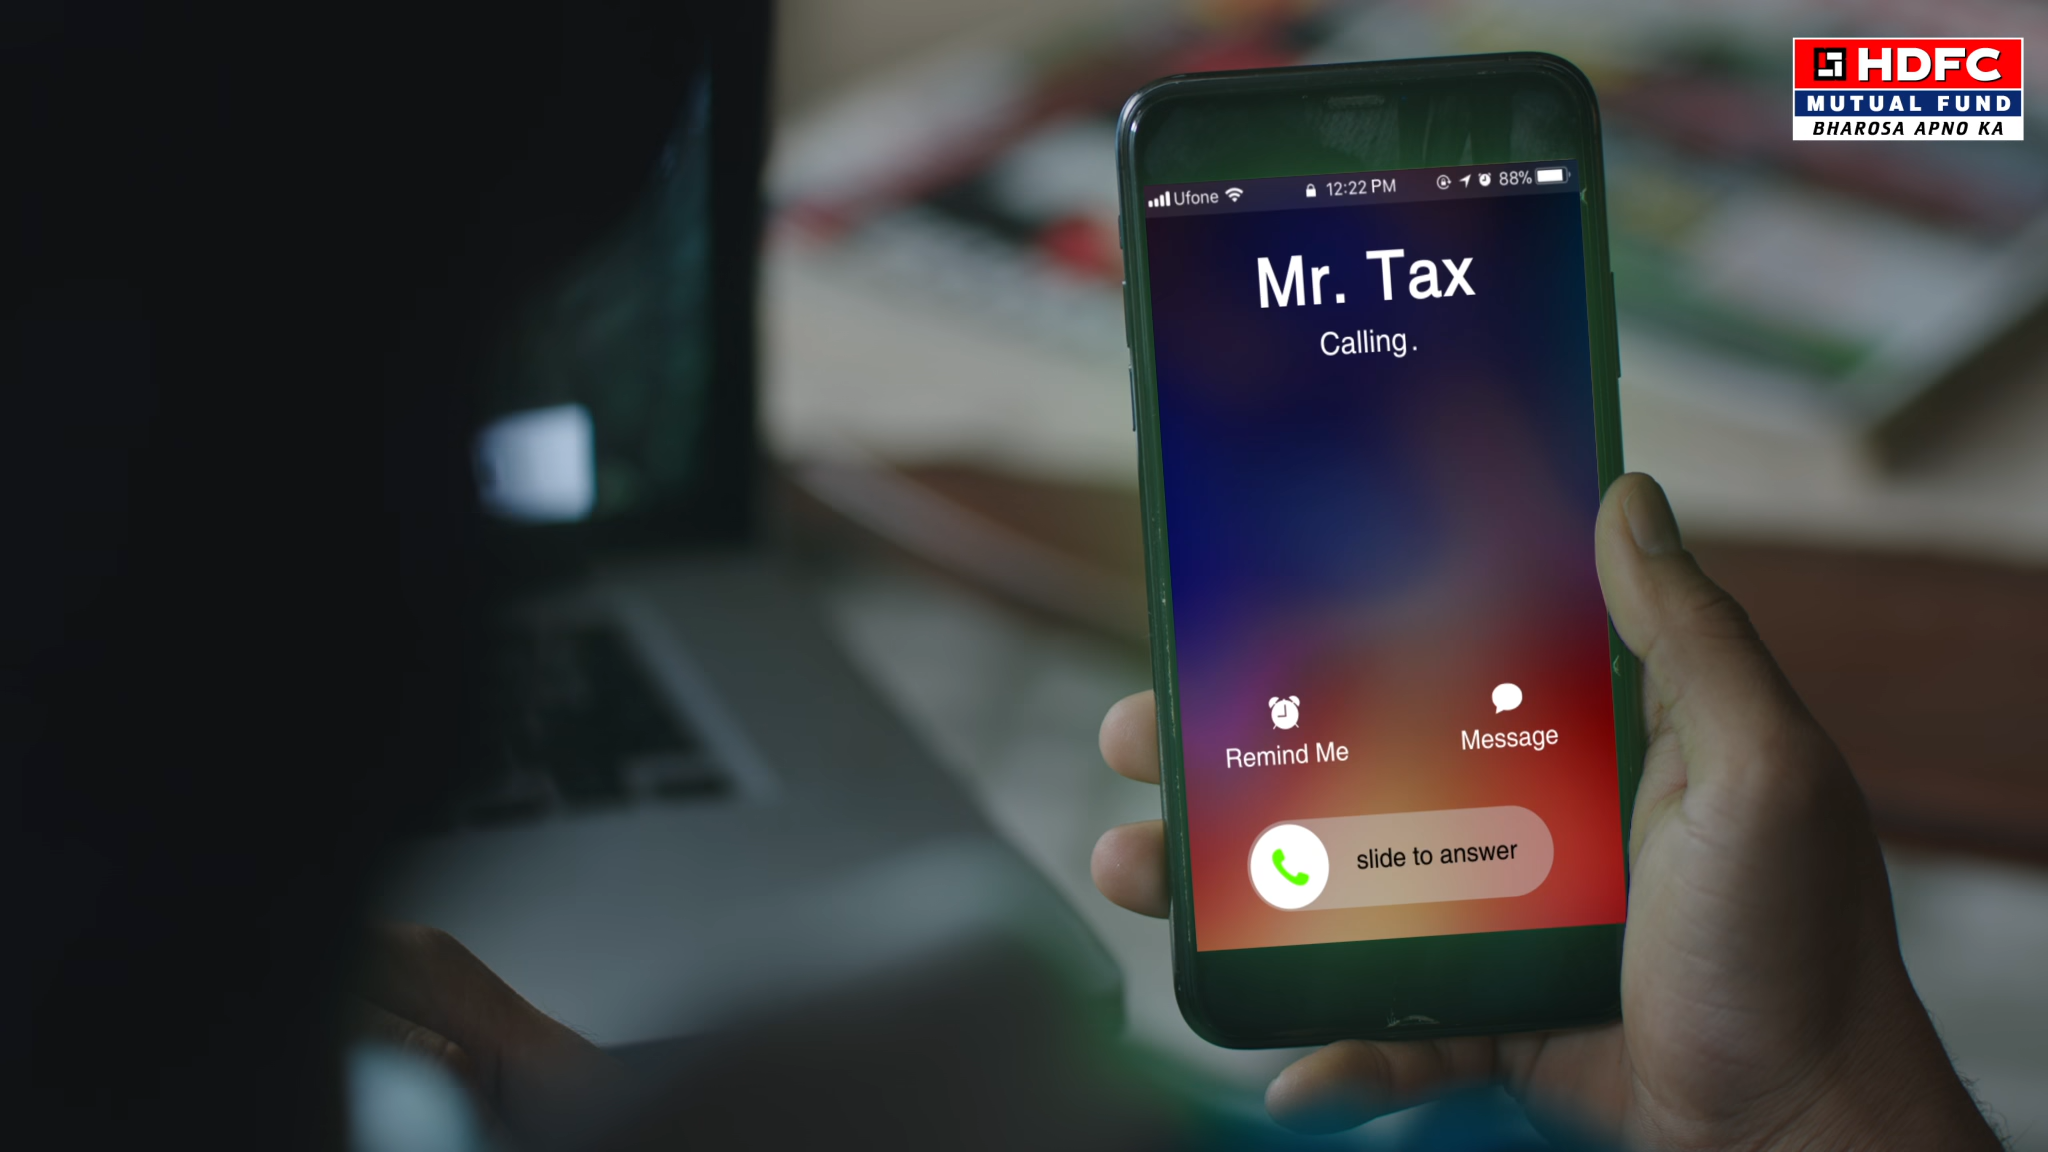 HDFC
MUTUAL FUND
BHAROSA APNO KA
Ufone 12:22 PM 88%
Mr. Tax
Calling.
Remind Me
Message
slide to answer